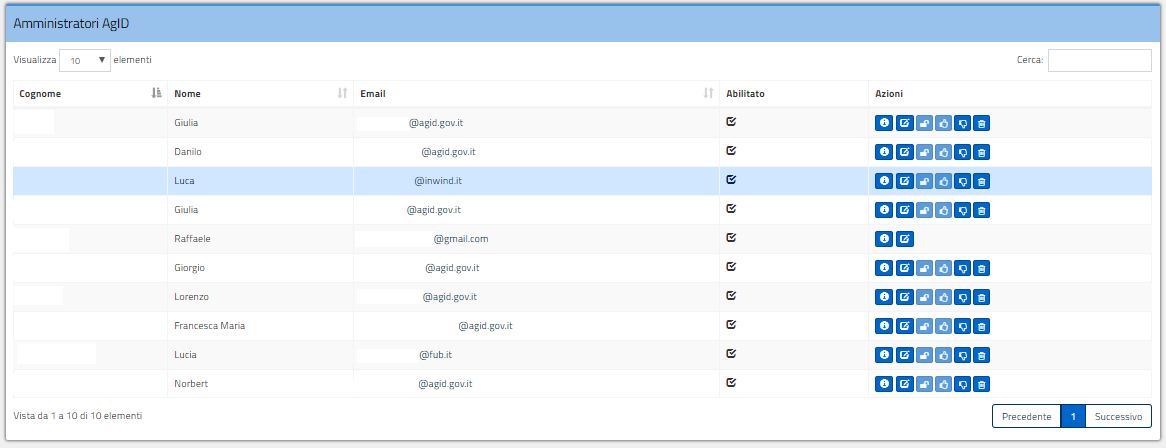 Amministratori AgID
Visualizza 10 elementi Cerca:
Cognome Nome Email Abilitato Azioni
Giulia @agid.gov.it
Danilo @agid.gov.it
Luca @inwind.it
Giulia @agid.gov.it
Raffaele @gmail.com
Giorgio @agid.gov.it
Lorenzo @agid.gov.it
Francesca Maria @agid.gov.it
Lucia @fub.it
Norbert @agid.gov.it
Vista da 1 a 10 di 10 elementi Precedente 1 Successivo